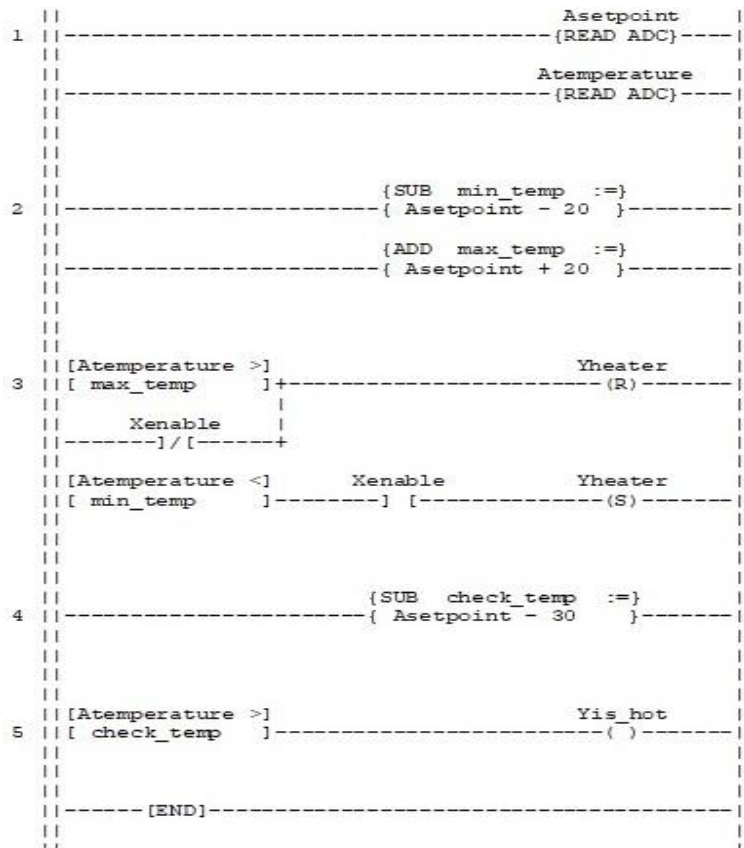 || Asetpoint |
1 ||-------------------------------------{READ ADC}----|
|| Atemperature |
||-------------------------------------{READ ADC}----|
|| {SUB min_temp :=} |
2 ||------------------------{ Asetpoint - 20 }--------|
|| {ADD max_temp :=} |
||------------------------{ Asetpoint + 20 }--------|
||[Atemperature >] Yheater |
3 ||[ max_temp ]+------------------------(R)-------|
|| Xenable | |
||-------]/[------+ |
||[Atemperature <] Xenable Yheater |
||[ min_temp ]--------] [--------------(S)-------|
|| {SUB check_temp :=} |
4 ||-----------------------{ Asetpoint - 30 }-------|
||[Atemperature >] Yis_hot |
5 ||[ check_temp ]-------------------------( )-------|
||------[END]----------------------------------------|